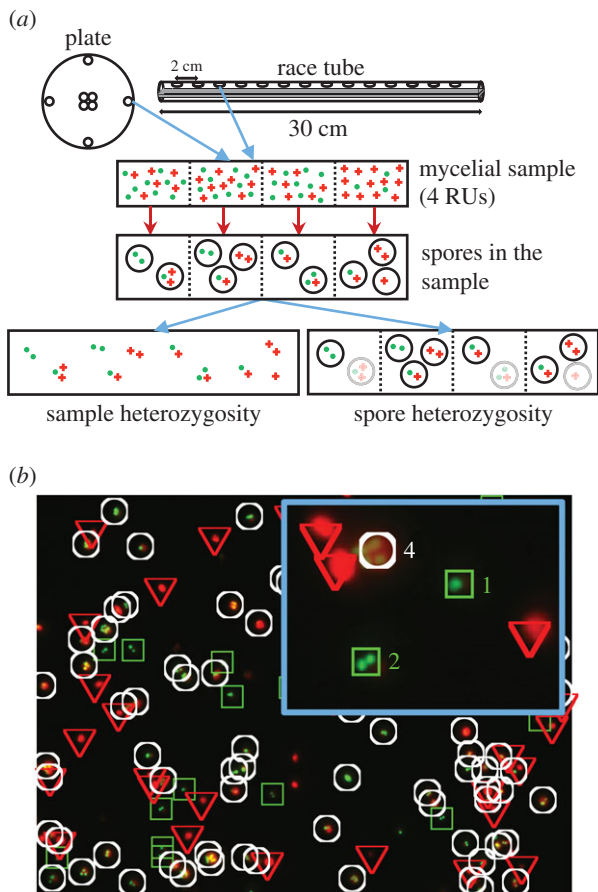 (a)
plate
2 cm
race tube
30 cm
mycelial sample
(4 RUs)
spores in the
sample
sample heterozygosity
spore heterozygosity
(b)
4
1
2